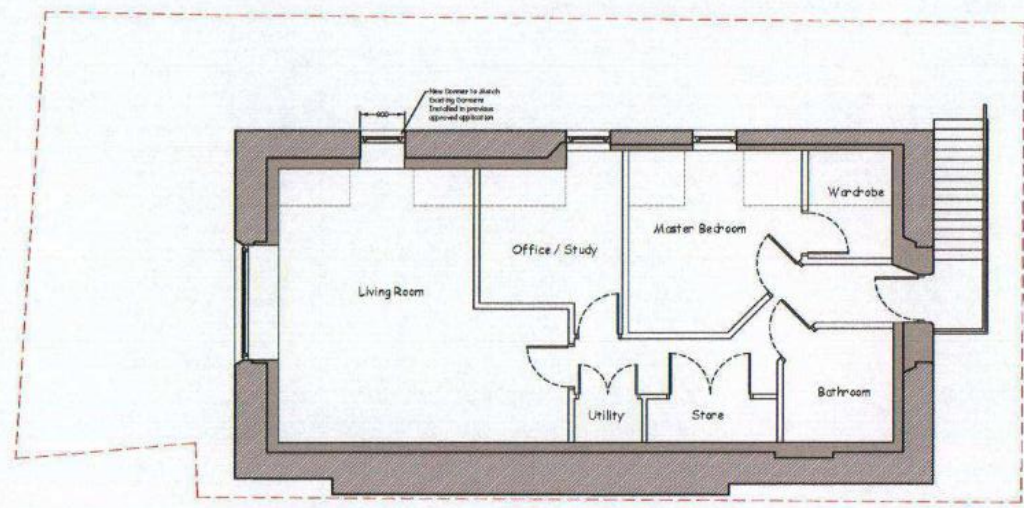 New Dormer to Match
Existing Dormers
Installed in previous
approved application
900
Wardrobe
Master Bedroom
Office / Study
Living Room
Bathroom
Utility
Store